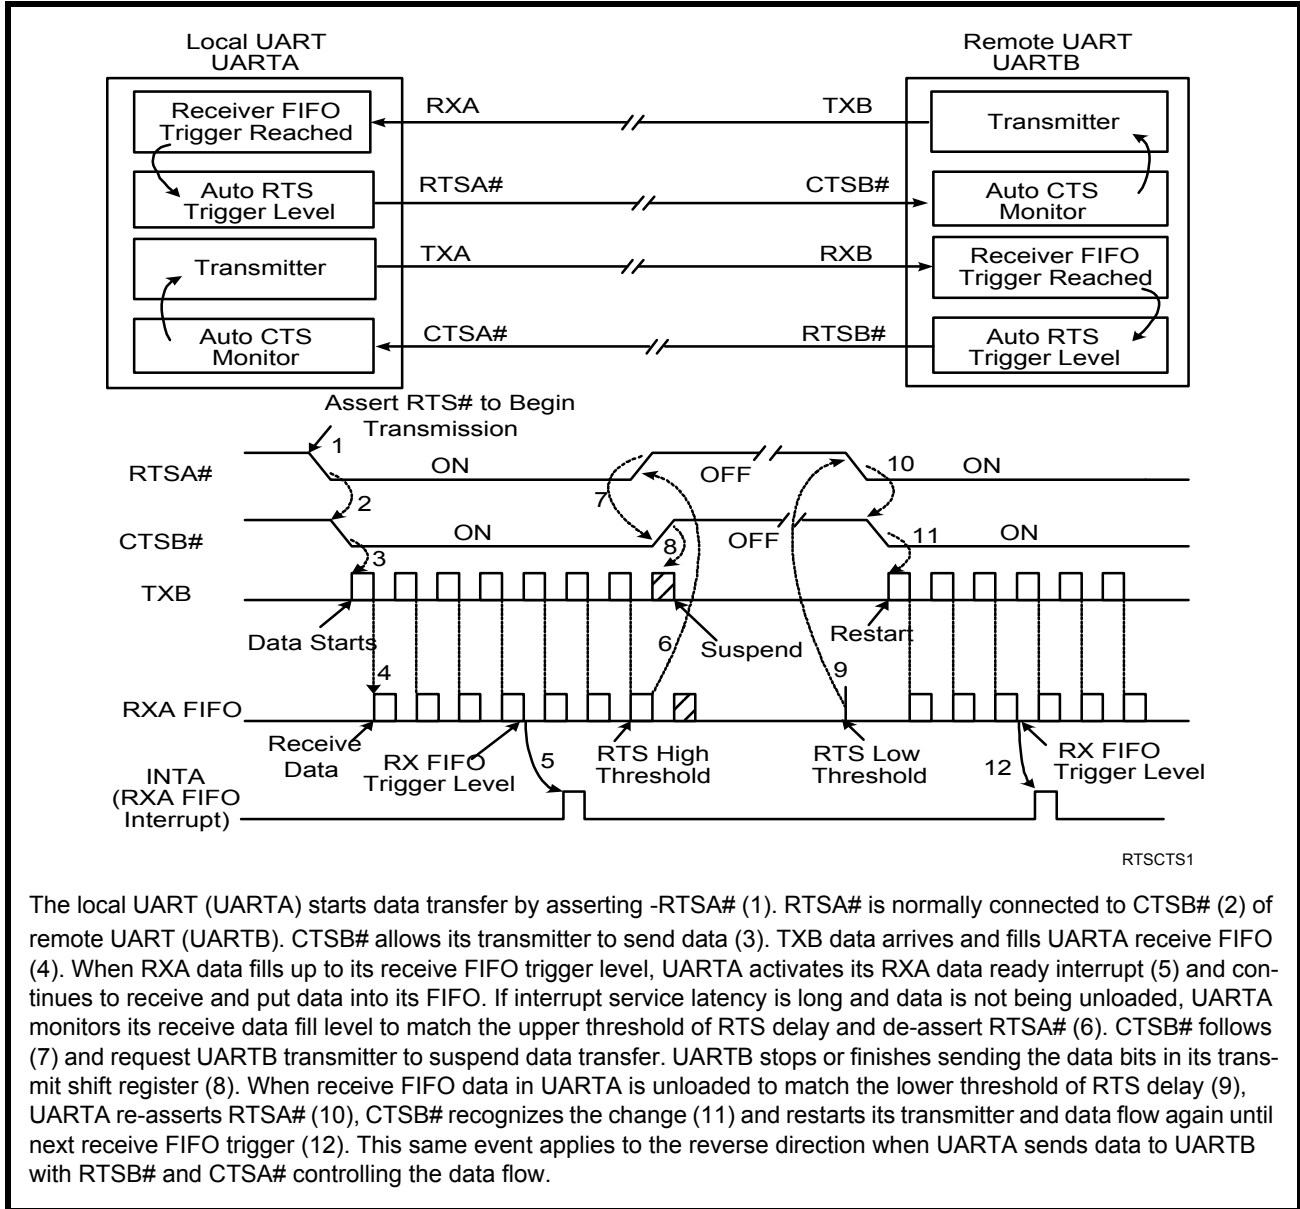 Local UART
UARTA
Remote UART
UARTB
Receiver FIFO
Trigger Reached
RXA
TXB
Transmitter
Auto RTS
Trigger Level
RTSA#
CTSB#
Auto CTS
Monitor
Transmitter
TXA
RXB
Receiver FIFO
Trigger Reached
Auto CTS
Monitor
CTSA#
RTSB#
Auto RTS
Trigger Level
Assert RTS# to Begin
Transmission
1
RTSA#
ON
OFF
10
ON
2
7
CTSB#
ON
8
OFF
11
ON
3
TXB
Data Starts
6
Suspend
Restart
4
9
RXA FIFO
Receive
Data
RX FIFO
Trigger Level
5
RTS High
Threshold
RTS Low
Threshold
12
RX FIFO
Trigger Level
INTA
(RXA FIFO
Interrupt)
RTSCTS1
The local UART (UARTA) starts data transfer by asserting -RTSA# (1). RTSA# is normally connected to CTSB# (2) of
remote UART (UARTB). CTSB# allows its transmitter to send data (3). TXB data arrives and fills UARTA receive FIFO
(4). When RXA data fills up to its receive FIFO trigger level, UARTA activates its RXA data ready interrupt (5) and con-
tinues to receive and put data into its FIFO. If interrupt service latency is long and data is not being unloaded, UARTA
monitors its receive data fill level to match the upper threshold of RTS delay and de-assert RTSA# (6). CTSB# follows
(7) and request UARTB transmitter to suspend data transfer. UARTB stops or finishes sending the data bits in its trans-
mit shift register (8). When receive FIFO data in UARTA is unloaded to match the lower threshold of RTS delay (9),
UARTA re-asserts RTSA# (10), CTSB# recognizes the change (11) and restarts its transmitter and data flow again until
next receive FIFO trigger (12). This same event applies to the reverse direction when UARTA sends data to UARTB
with RTSB# and CTSA# controlling the data flow.